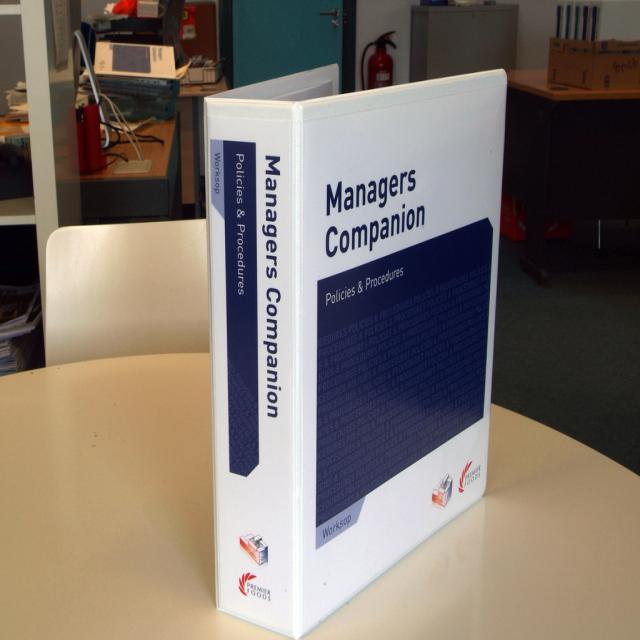 Worksop
Policies & Procedures
Managers Companion
PREMIER
FOODS
Managers
Companion
Policies & Procedures
Worksop
PREMIER
FOODS